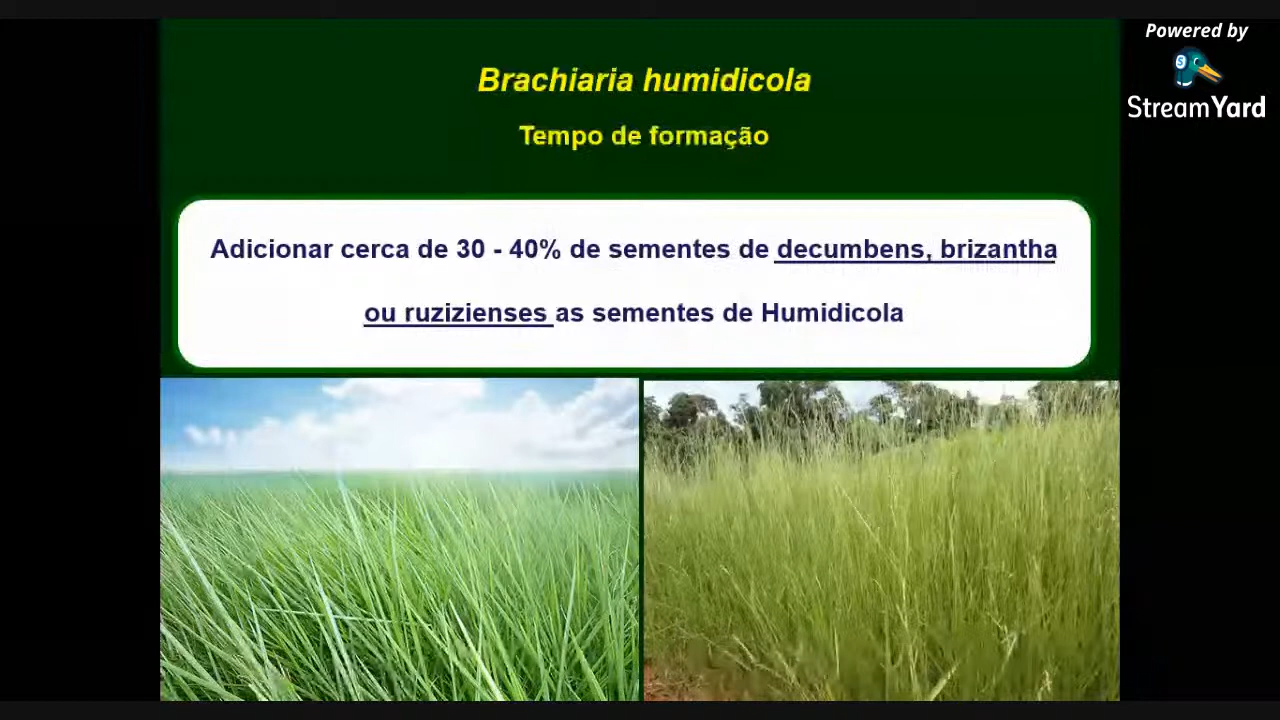 Powered by
StreamYard
Brachiaria humidicola
Tempo de formação
Adicionar cerca de 30 - 40% de sementes de decumbens, brizantha
ou ruzizienses as sementes de Humidicola